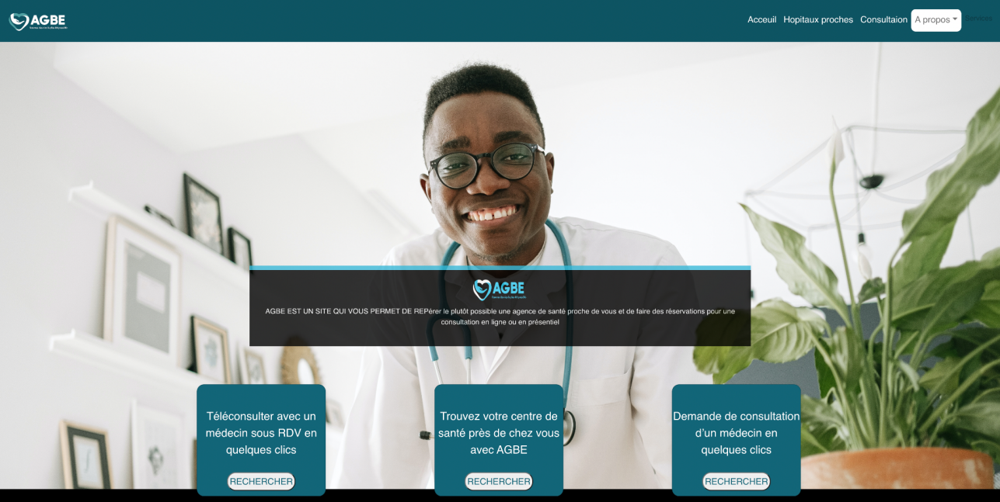 AGBE
Acceuil Hopitaux proches Consultaion A propos Services
AGBE
AGBE EST UN SITE QUI VOUS PERMET DE REPérer le plutôt possible une agence de santé proche de vous et de faire des réservations pour une
consultation en ligne ou en présentiel
Téléconsulter avec un
médecin sous RDV en
quelques clics
RECHERCHER
Trouvez votre centre de
santé près de chez vous
avec AGBE
RECHERCHER
Demande de consultation
d'un médecin en
quelques clics
RECHERCHER